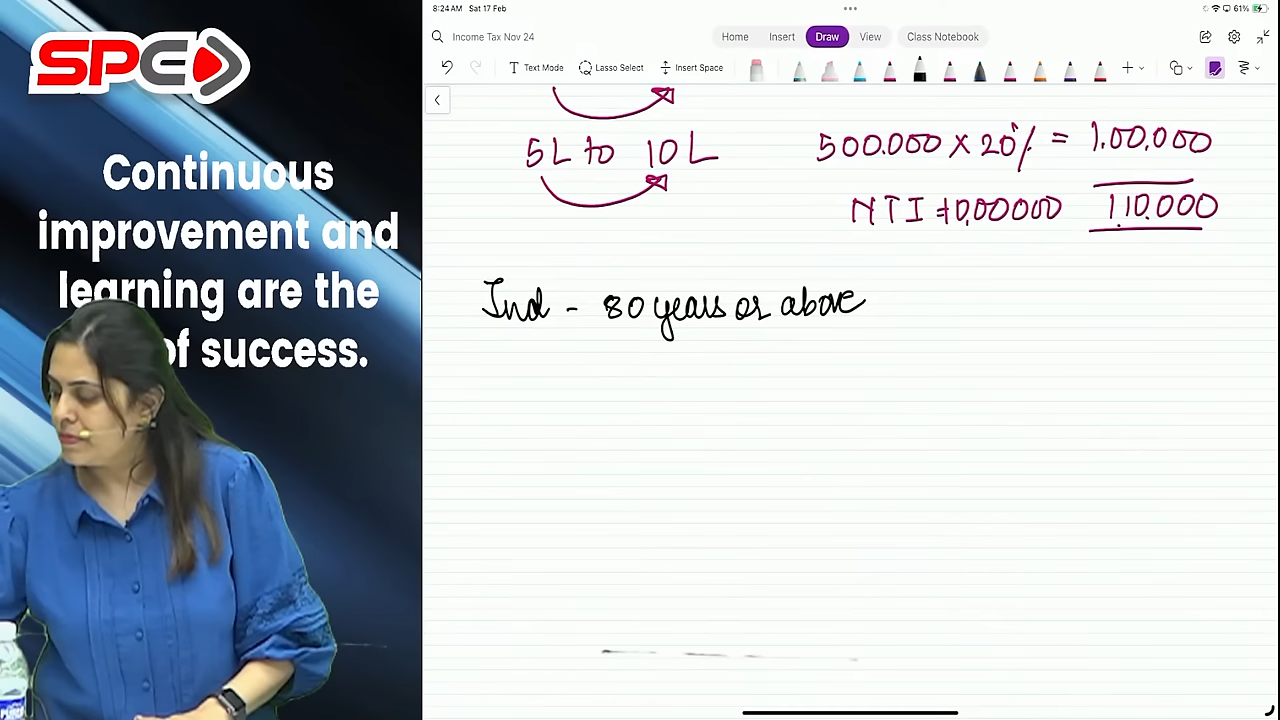 SPC
Continuous
improvement and
learning are the
of success.
8:24 AM Sat 17 Feb
61%
Income Tax Nov 24
Home Insert Draw View Class Notebook
Text Mode Lasso Select Insert Space
5L to 10L 500.000 x 20% = 1,00,000
NTI = 10,00000 1,10,000
Ind - 80 years or above